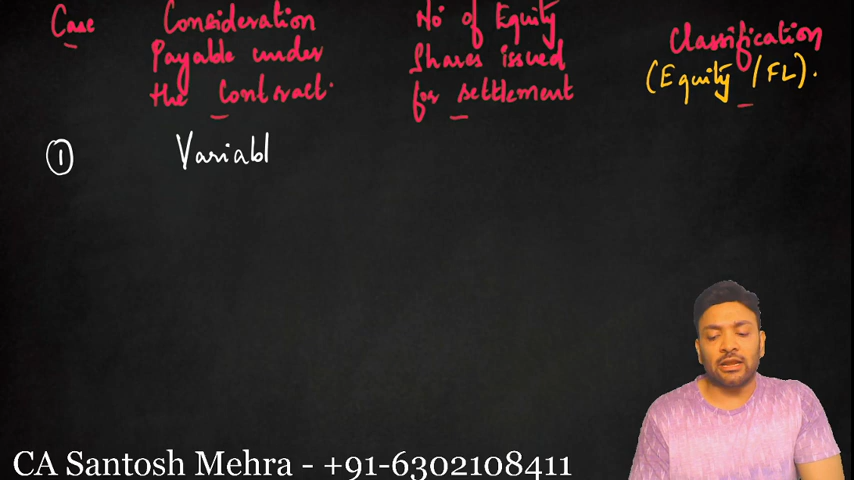 Case Consideration Payable under the Contract. No of Equity Shares issued for settlement Classification (Equity / FL).
① Variabl
CA Santosh Mehra - +91-6302108411